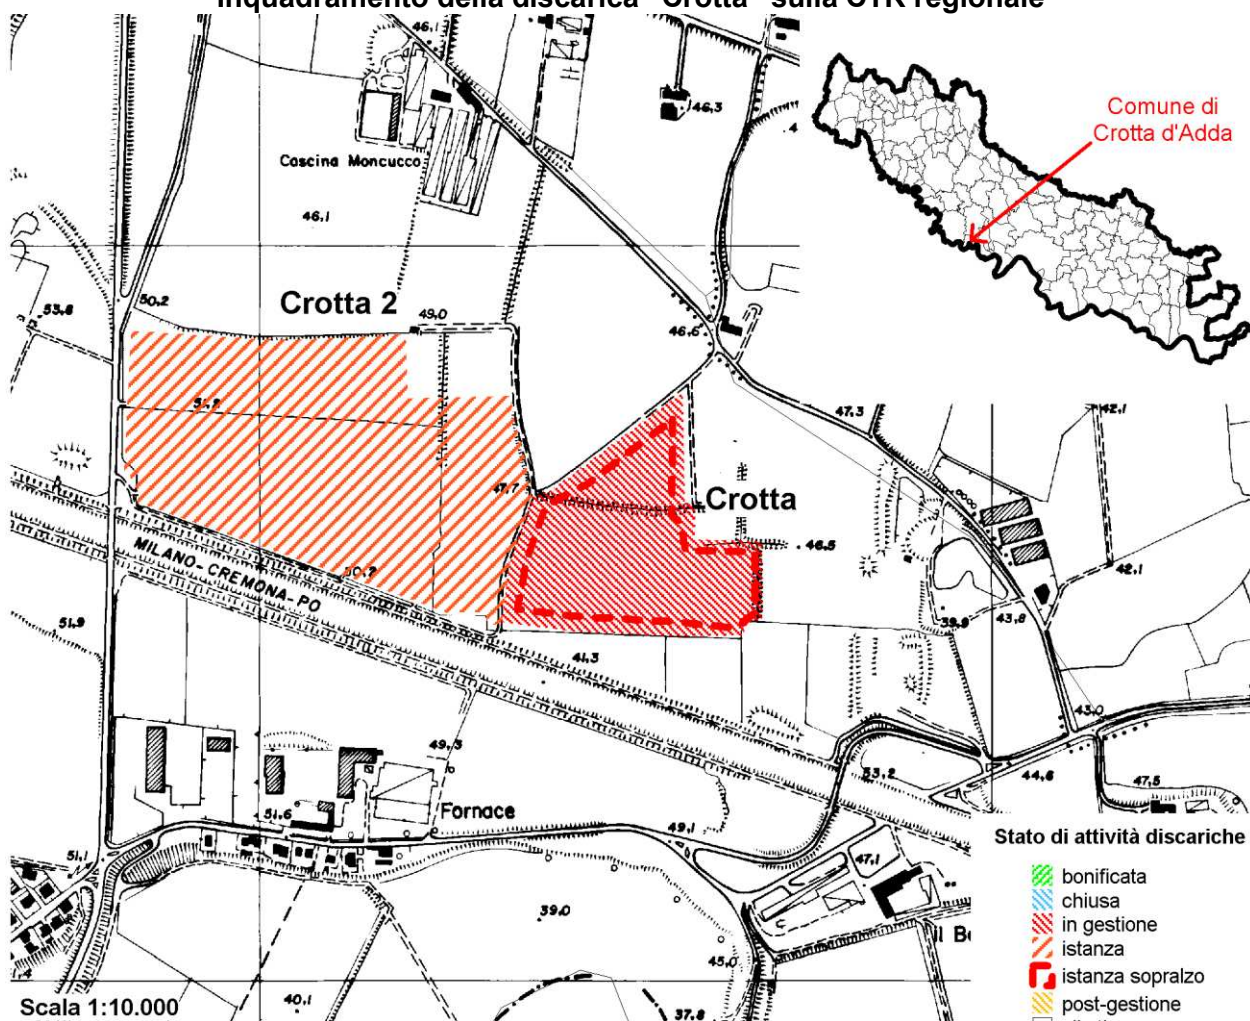 Inquadramento della discarica "Crotta" sulla CTR regionale
46.1
46.3
Comune di
Crotta d'Adda
Cascina Moncucco
46.1
50.2
53.8
Crotta 2
49.0
46.6
51.7
47.3
42.1
47.7
Crotta
46.5
42.1
MILANO-CREMONA-PO
50.7
51.9
39.9
43.8
41.3
43.0
49.3
53.2
44.6
47.5
51.6
Fornace
49.1
Stato di attività discariche
51.1
47.1
bonificata
chiusa
39.0
in gestione
il
istanza
45.0
istanza sopralzo
Scala 1:10.000
40.1
37.8
post-gestione